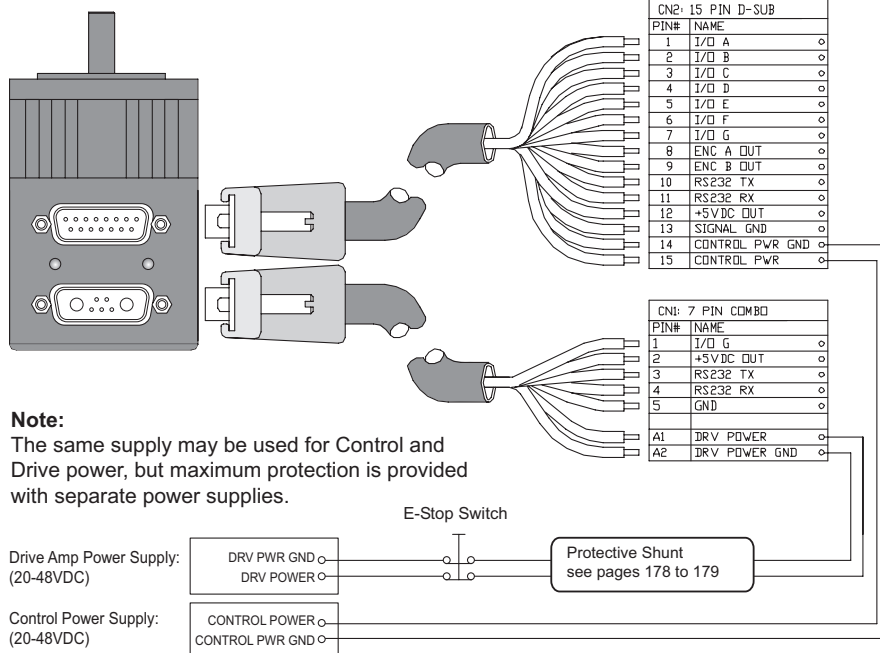 CN2: 15 PIN D-SUB
PIN# NAME
1 I/O A
2 I/O B
3 I/O C
4 I/O D
5 I/O E
6 I/O F
7 I/O G
8 ENC A OUT
9 ENC B OUT
10 RS232 TX
11 RS232 RX
12 +5VDC OUT
13 SIGNAL GND
14 CONTROL PWR GND
15 CONTROL PWR
CN1: 7 PIN COMBO
PIN# NAME
1 I/O G
2 +5VDC OUT
3 RS232 TX
4 RS232 RX
5 GND
A1 DRV POWER
A2 DRV POWER GND
Note:
The same supply may be used for Control and
Drive power, but maximum protection is provided
with separate power supplies.
E-Stop Switch
Drive Amp Power Supply:
(20-48VDC)
DRV PWR GND
DRV POWER
Protective Shunt
see pages 178 to 179
Control Power Supply:
(20-48VDC)
CONTROL POWER
CONTROL PWR GND